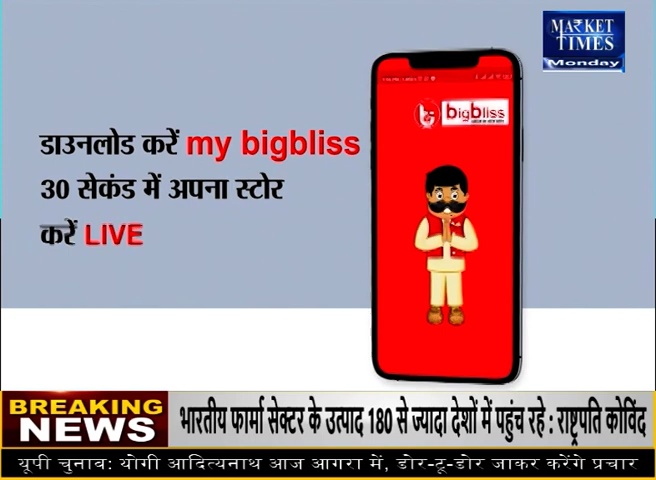 MARKET
TIMES
Monday
bigbliss
डाउनलोड करें my bigbliss
30 सेकंड में अपना स्टोर
करें LIVE
BREAKING
NEWS
भारतीय फार्मा सेक्टर के उत्पाद 180 से ज्यादा देशों में पहुंच रहे : राष्ट्रपति कोविंद
यूपी चुनाव: योगी आदित्यनाथ आज आगरा में, डोर-टू-डोर जाकर करेंगे प्रचार